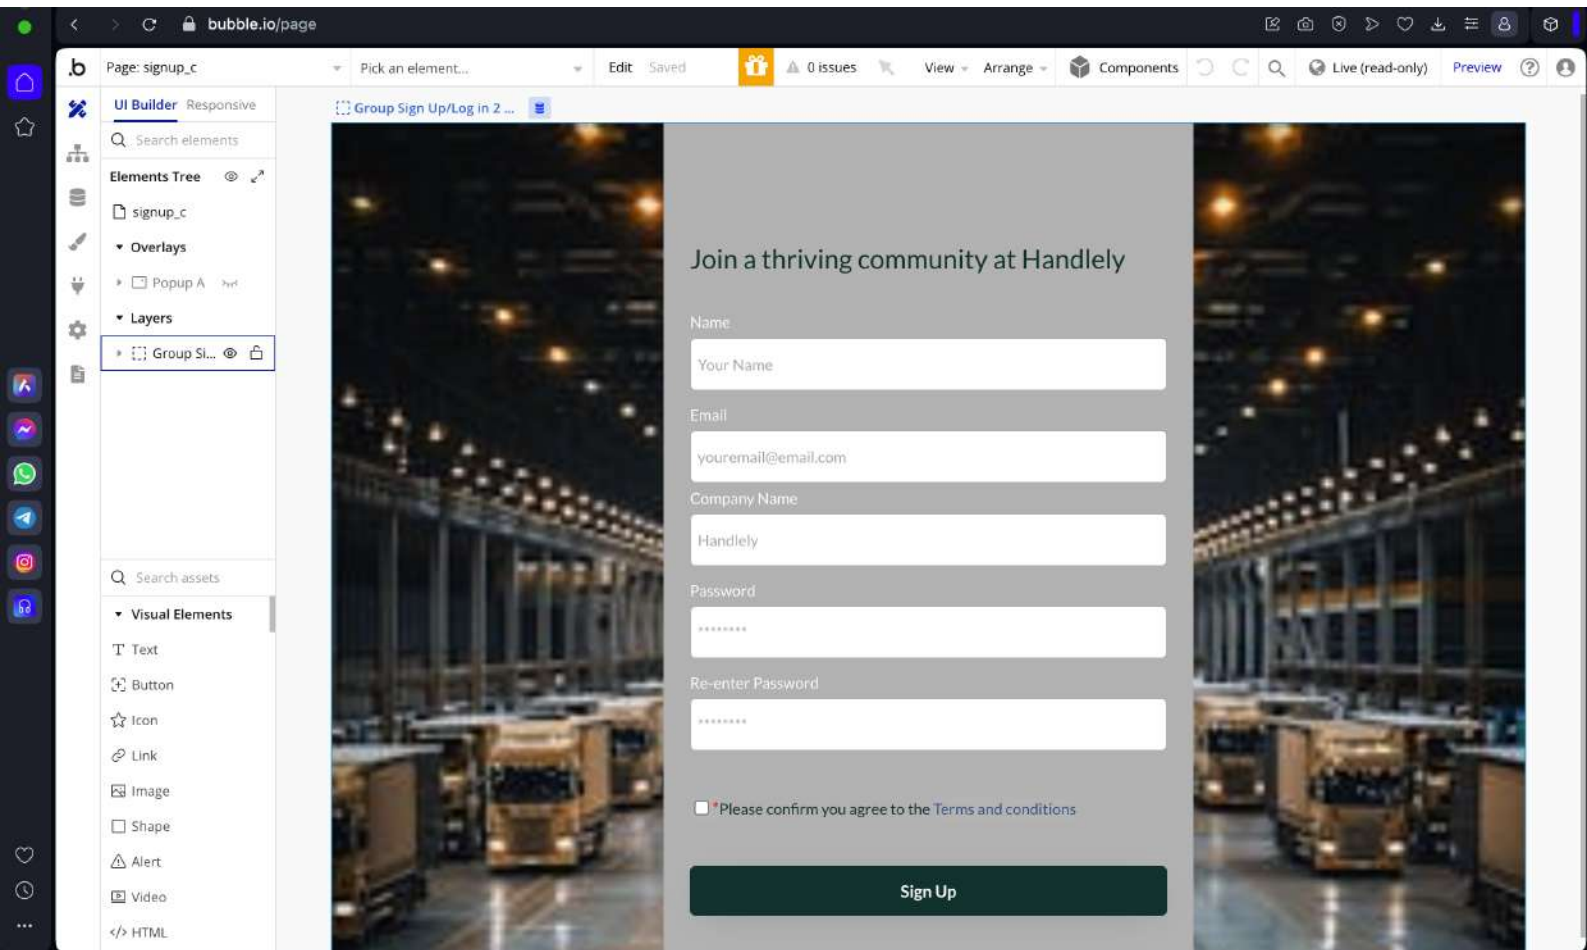 bubble.io/page
.b Page: signup_c Pick an element... Edit Saved 0 issues View Arrange Components Live (read-only) Preview ?
UI Builder Responsive
Search elements
Elements Tree
signup_c
Overlays
Popup A
Layers
Group Si...
Search assets
Visual Elements
T Text
Button
Icon
Link
Image
Shape
Alert
Video
</> HTML
Group Sign Up/Log in 2 ...
Join a thriving community at Handlely
Name
Your Name
Email
youremail@email.com
Company Name
Handlely
Password
********
Re-enter Password
********
*Please confirm you agree to the Terms and conditions
Sign Up